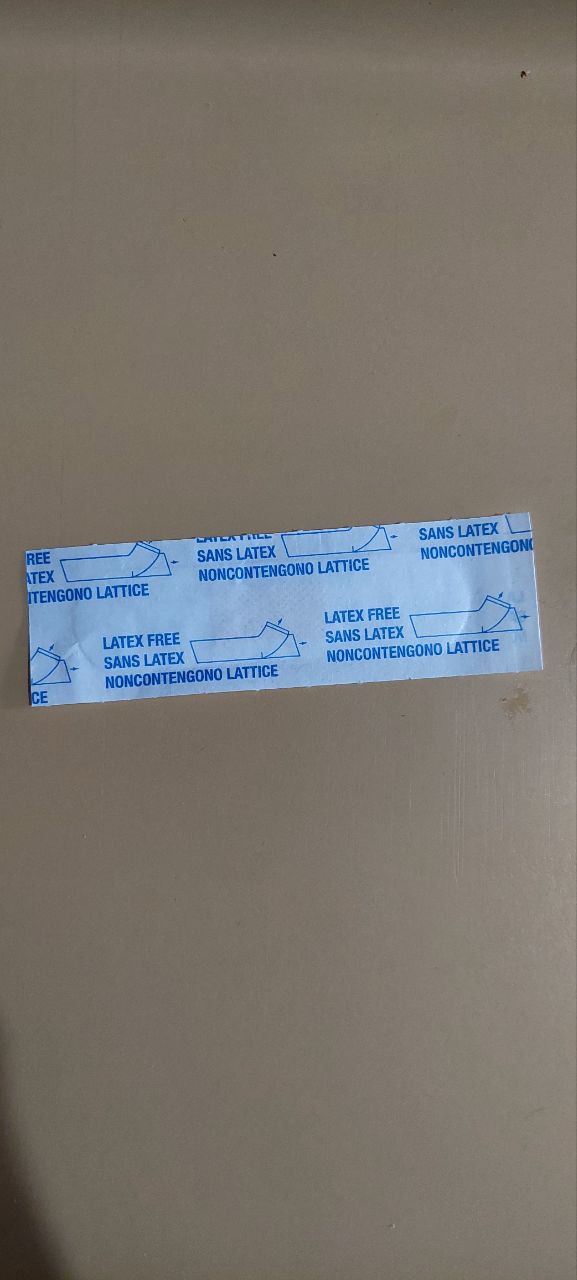 REE
ATEX
NTENGONO LATTICE
LATEX FREE
SANS LATEX
NONCONTENGONO LATTICE
SANS LATEX
NONCONTENGON
CE
LATEX FREE
SANS LATEX
NONCONTENGONO LATTICE
LATEX FREE
SANS LATEX
NONCONTENGONO LATTICE